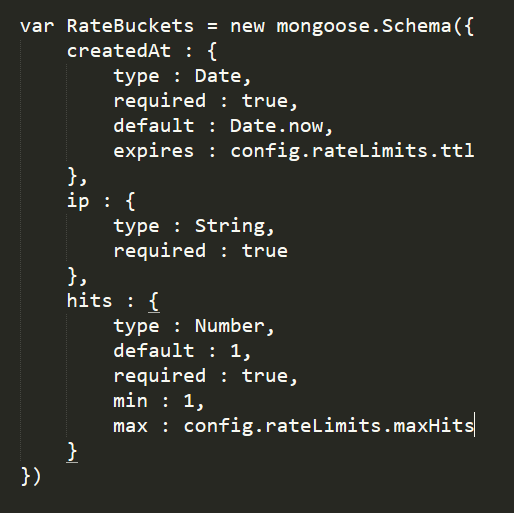 var RateBuckets = new mongoose.Schema({
    createdAt : {
        type : Date,
        required : true,
        default : Date.now,
        expires : config.rateLimits.ttl
    },
    ip : {
        type : String,
        required : true
    },
    hits : {
        type : Number,
        default : 1,
        required : true,
        min : 1,
        max : config.rateLimits.maxHits
    }
})